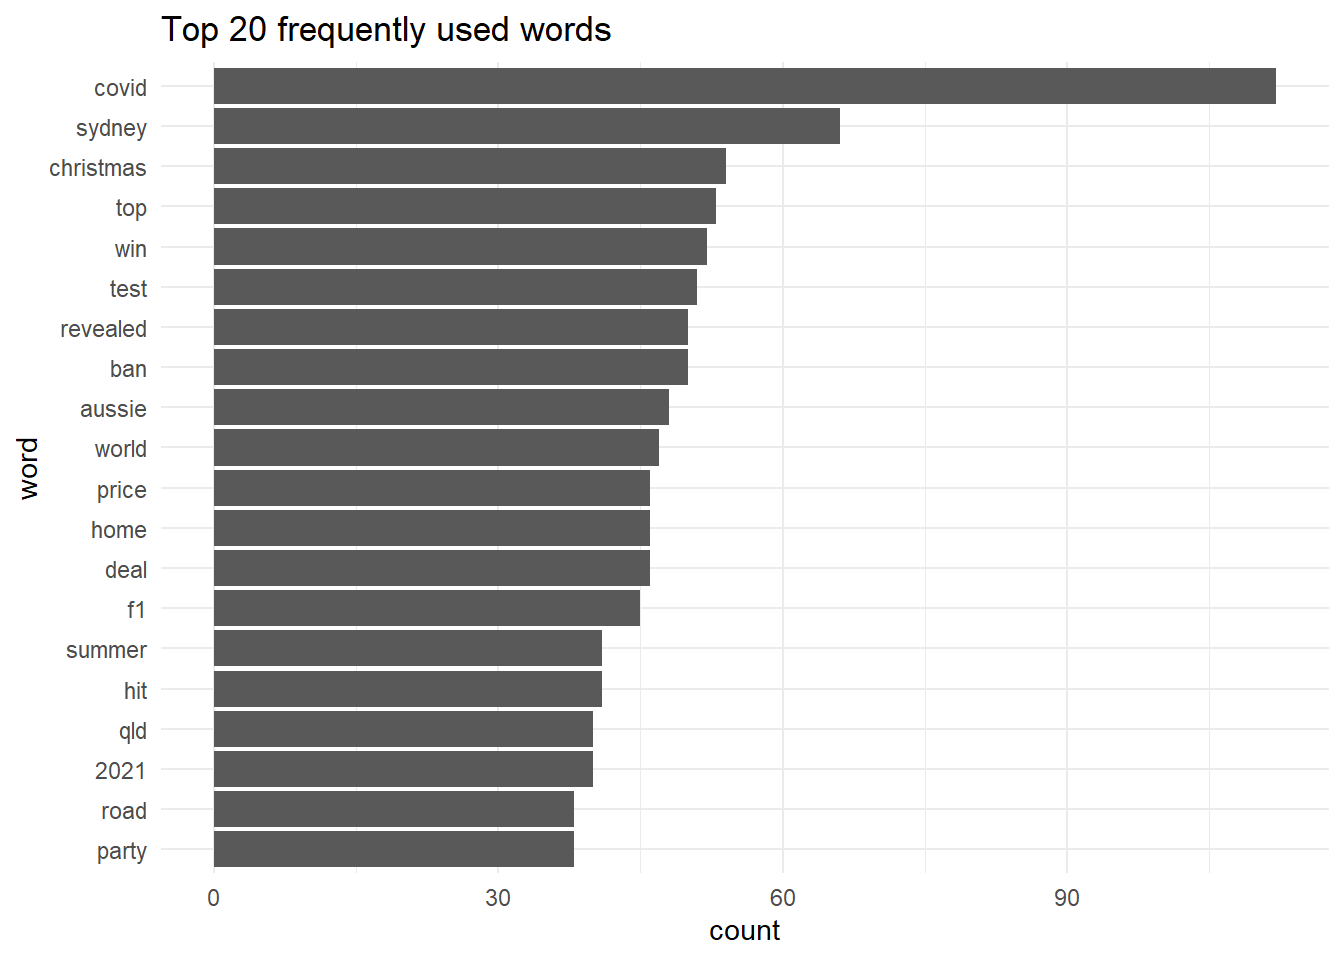 Top 20 frequently used words
word
covid
sydney
christmas
top
win
test
revealed
ban
aussie
world
price
home
deal
f1
summer
hit
qld
2021
road
party
0 30 60 90
count